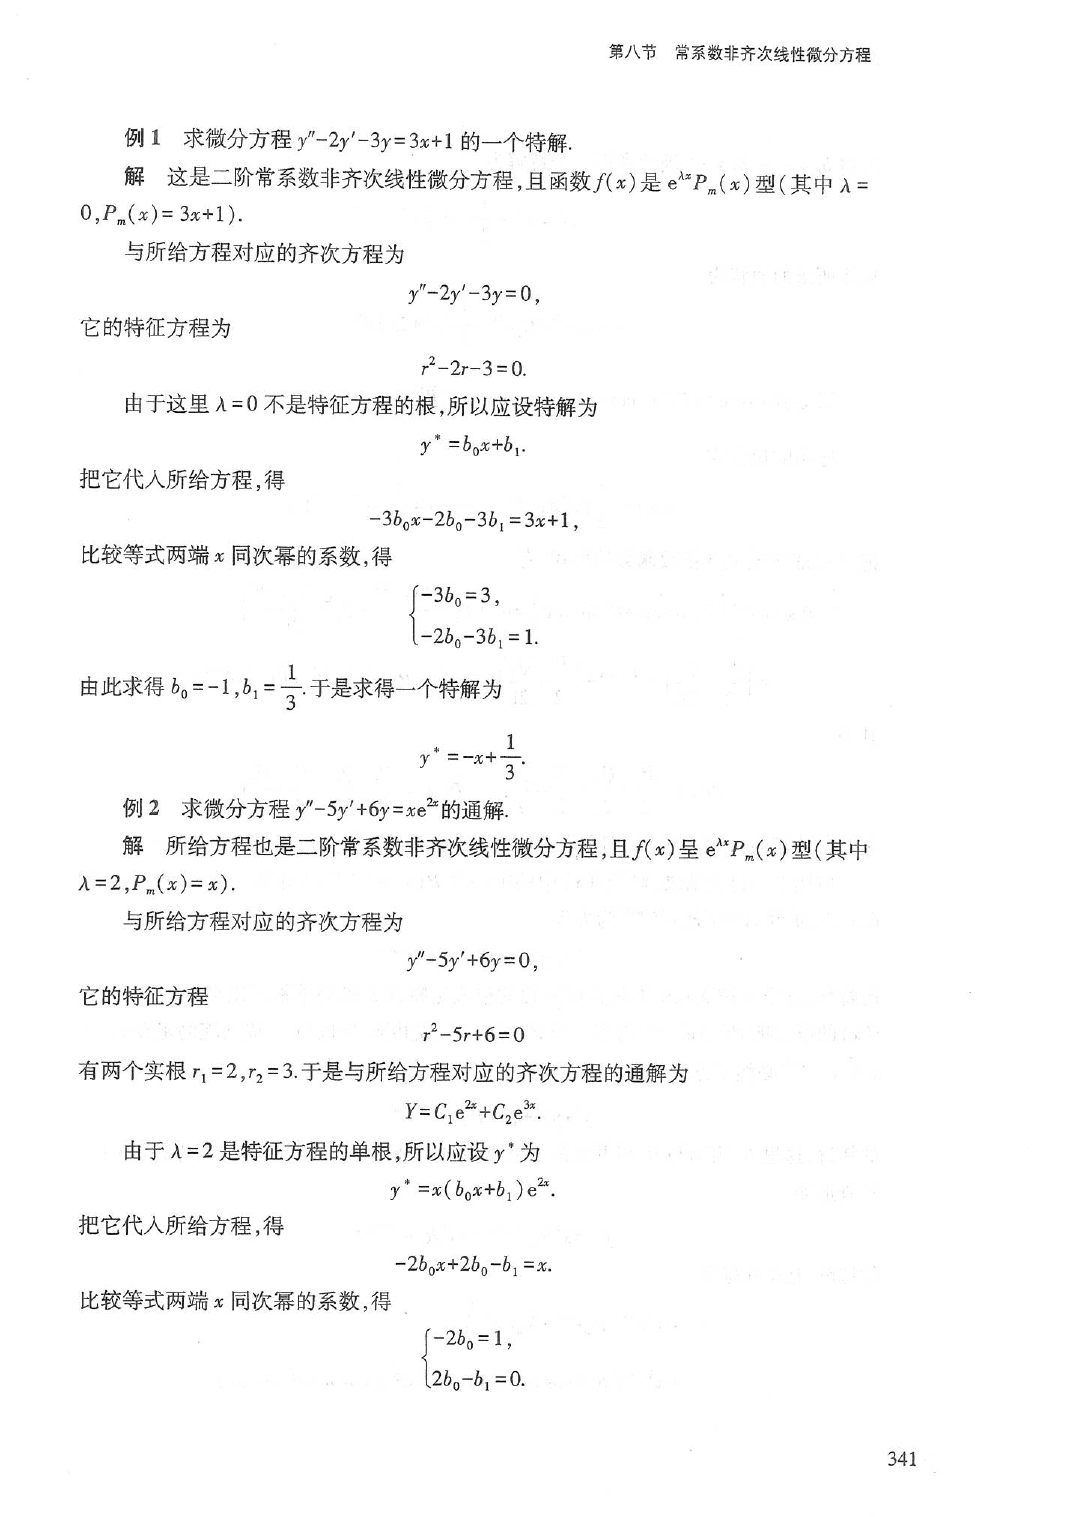 第八节 常系数非齐次线性微分方程
例 1 求微分方程 y″-2y′-3y=3x+1 的一个特解.
解 这是二阶常系数非齐次线性微分方程,且函数 f(x)是 e^{λx}P_m(x)型(其中 λ=
0,P_m(x)=3x+1).
与所给方程对应的齐次方程为
y″-2y′-3y=0,
它的特征方程为
r²-2r-3=0.
由于这里 λ=0 不是特征方程的根,所以应设特解为
y*=b₀x+b₁.
把它代入所给方程,得
-3b₀x-2b₀-3b₁=3x+1,
比较等式两端 x 同次幂的系数,得
{-3b₀=3,
-2b₀-3b₁=1.
由此求得 b₀=-1,b₁=1/3.于是求得一个特解为
y*=-x+1/3.
例 2 求微分方程 y″-5y′+6y=xe^{2x}的通解.
解 所给方程也是二阶常系数非齐次线性微分方程,且 f(x)呈 e^{λx}P_m(x)型(其中
λ=2,P_m(x)=x).
与所给方程对应的齐次方程为
y″-5y′+6y=0,
它的特征方程
r²-5r+6=0
有两个实根 r₁=2,r₂=3.于是与所给方程对应的齐次方程的通解为
Y=C₁e^{2x}+C₂e^{3x}.
由于 λ=2 是特征方程的单根,所以应设 y*为
y*=x(b₀x+b₁)e^{2x}.
把它代入所给方程,得
-2b₀x+2b₀-b₁=x.
比较等式两端 x 同次幂的系数,得
{-2b₀=1,
2b₀-b₁=0.
341